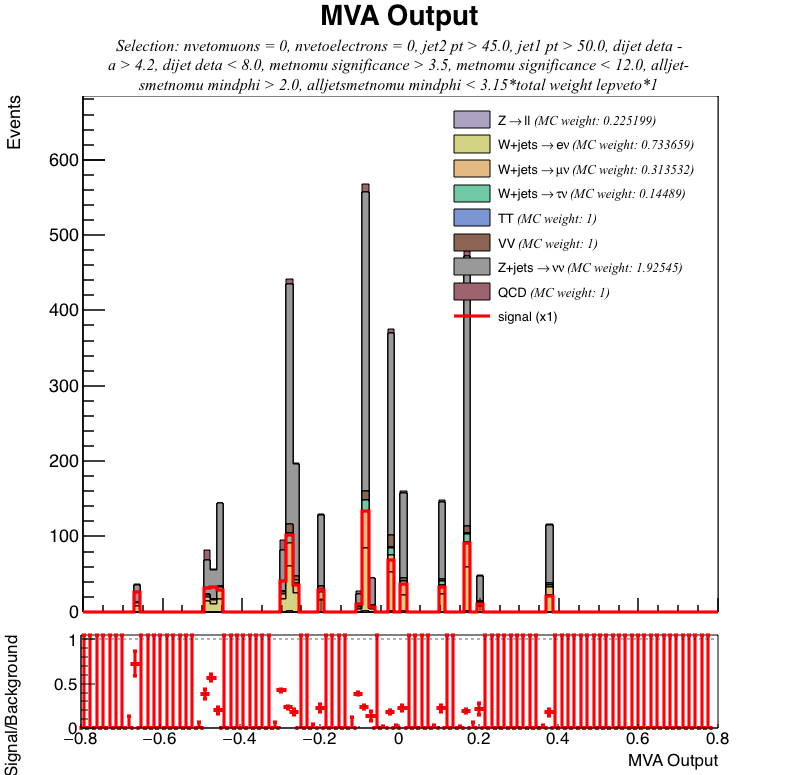 MVA Output
Selection: nvetomuons = 0, nvetoelectrons = 0, jet2 pt > 45.0, jet1 pt > 50.0, dijet deta -
a > 4.2, dijet deta < 8.0, metnomu significance > 3.5, metnomu significance < 12.0, alljet-
smetnomu mindphi > 2.0, alljetsmetnomu mindphi < 3.15*total weight lepveto*1
Events
600
500
400
300
200
100
0
Z→ll (MC weight: 0.225199)
W+jets→eν (MC weight: 0.733659)
W+jets→μν (MC weight: 0.313532)
W+jets→τν (MC weight: 0.14489)
TT (MC weight: 1)
VV (MC weight: 1)
Z+jets→νν (MC weight: 1.92545)
QCD (MC weight: 1)
signal (x1)
Signal/Background
1
0.5
0
−0.8 −0.6 −0.4 −0.2 0 0.2 0.4 0.6 0.8
MVA Output